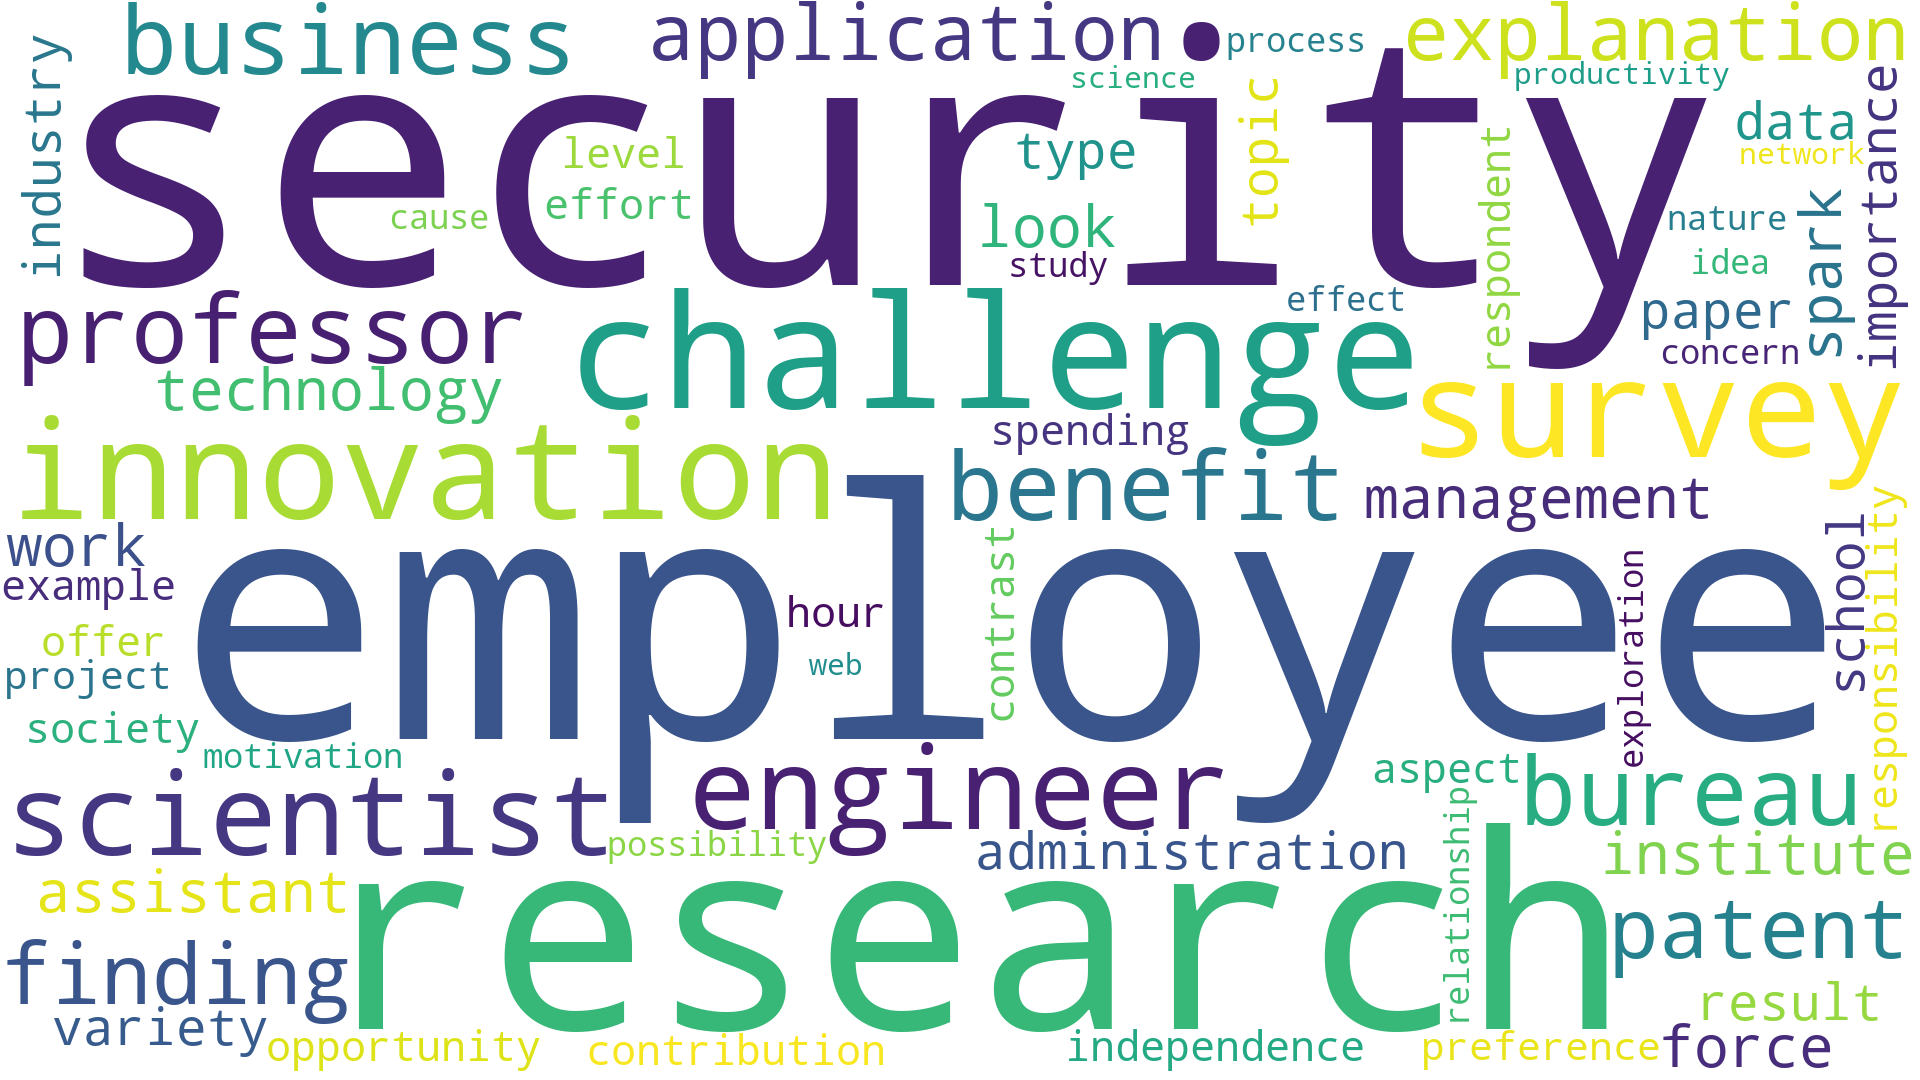 business
application
process
explanation
industry
security
science
productivity
importance
level
type
topic
data
network
effort
cause
look
study
respondent
nature
idea
spark
professor
challenge
effect
paper
concern
technology
survey
innovation
spending
benefit
management
work
example
employee
hour
web
contrast
offer
project
society
motivation
exploration
school
responsibility
scientist
engineer
aspect
bureau
possibility
administration
institute
assistant
research
relationship
patent
finding
variety
result
opportunity
contribution
independence
preference
force